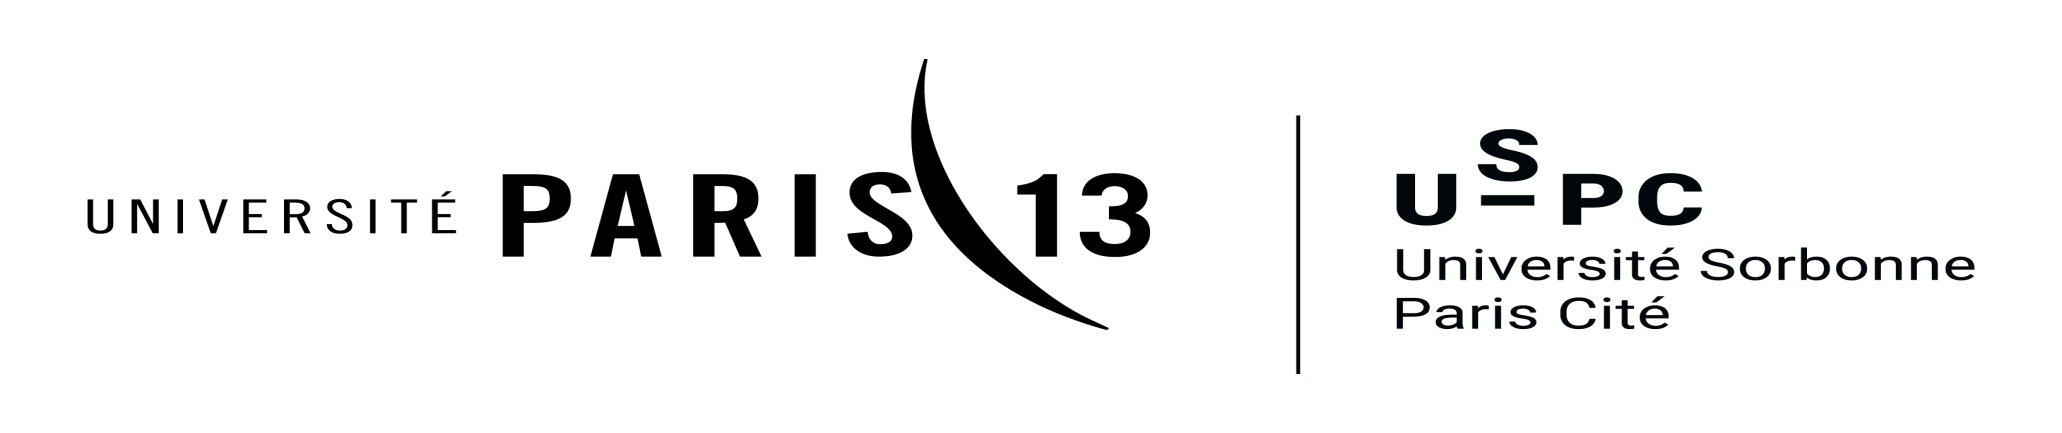 UNIVERSITÉ PARIS 13
USPC
Université Sorbonne
Paris Cité